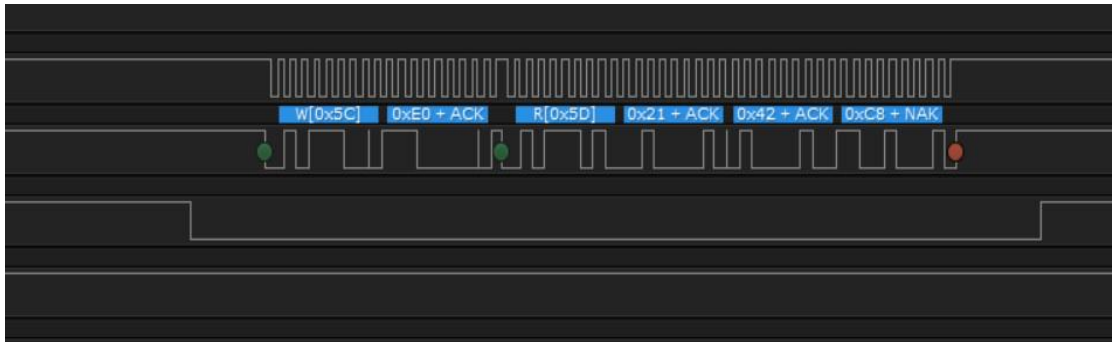 W[0x5C] 0xE0 + ACK R[0x5D] 0x21 + ACK 0x42 + ACK 0xC8 + NAK